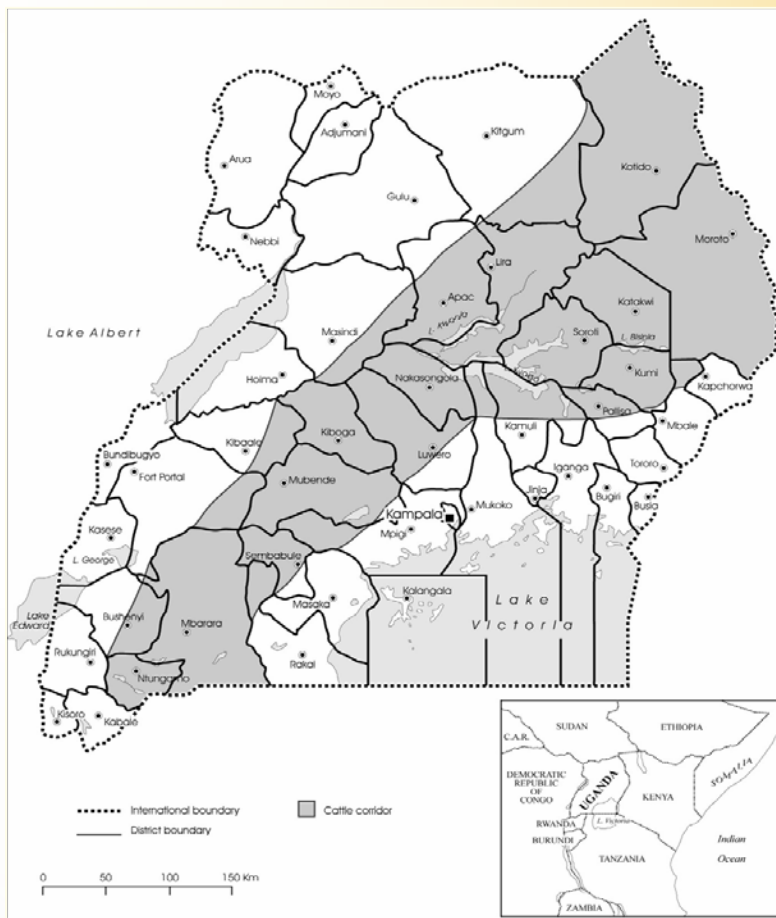 Moyo
Adjumani
Kitgum
Arua
Kotido
Gulu
Nebbi
Moroto
Lira
Apac
Katakwi
L. Kwania
Lake Albert
Masindi
Soroti
L. Bisinia
Hoima
Nakasongola
Kumi
Kapchorwa
Pallisa
Kiboga
Kamuli
Mbale
Kibaale
Luwero
Bundibugyo
Fort Portal
Iganga
Tororo
Mubende
Jinja
Bugiri
Busia
Mukoko
Kampala
Mpigi
Kasese
L. George
Sembabule
Masaka
Kalangala
Lake
Victoria
Lake
Edward
Bushenyi
Mbarara
Rukungiri
Rakai
Ntungamo
Kisoro
Kabale
International boundary
District boundary
Cattle corridor
0 50 100 150 Km
SUDAN
ETHIOPIA
C.A.R.
SOMALIA
DEMOCRATIC
REPUBLIC
OF
CONGO
UGANDA
KENYA
RWANDA
L. Victoria
BURUNDI
Indian
Ocean
TANZANIA
ZAMBIA